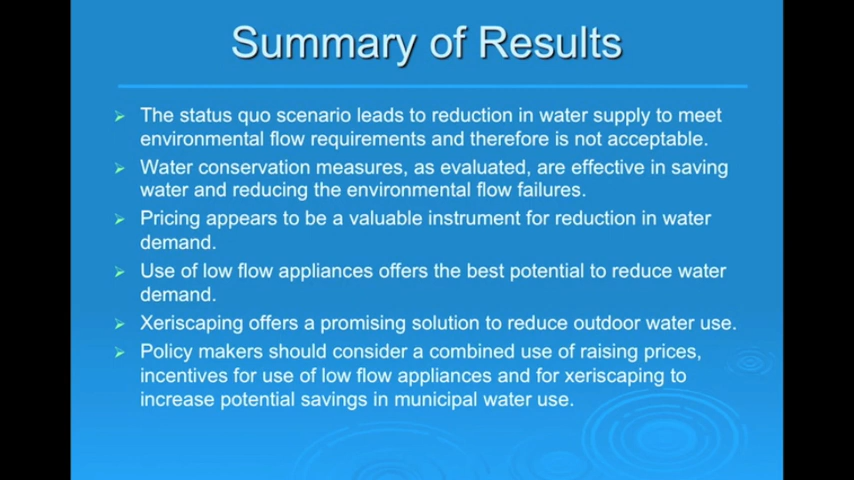 Summary of Results
The status quo scenario leads to reduction in water supply to meet
environmental flow requirements and therefore is not acceptable.
Water conservation measures, as evaluated, are effective in saving
water and reducing the environmental flow failures.
Pricing appears to be a valuable instrument for reduction in water
demand.
Use of low flow appliances offers the best potential to reduce water
demand.
Xeriscaping offers a promising solution to reduce outdoor water use.
Policy makers should consider a combined use of raising prices,
incentives for use of low flow appliances and for xeriscaping to
increase potential savings in municipal water use.